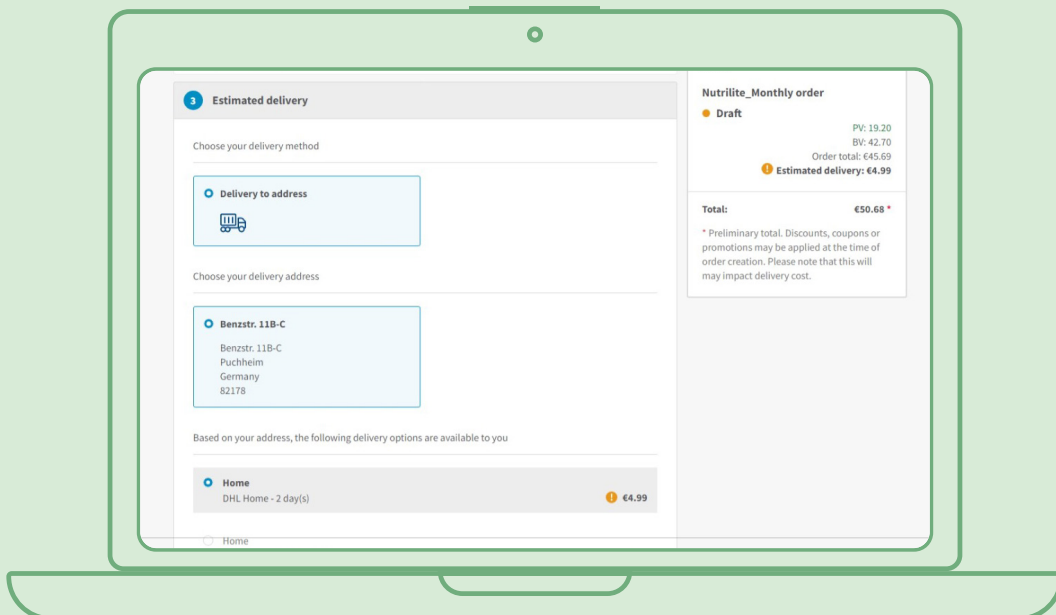 3 Estimated delivery
Choose your delivery method
Delivery to address
Choose your delivery address
Benzstr. 11B-C
Benzstr. 11B-C
Puchheim
Germany
82178
Based on your address, the following delivery options are available to you
Home
DHL Home - 2 day(s) ! €4.99
Home
Nutrilite_Monthly order
Draft
PV: 19.20
BV: 42.70
Order total: €45.69
! Estimated delivery: €4.99
Total: €50.68 *
* Preliminary total. Discounts, coupons or
promotions may be applied at the time of
order creation. Please note that this will
may impact delivery cost.